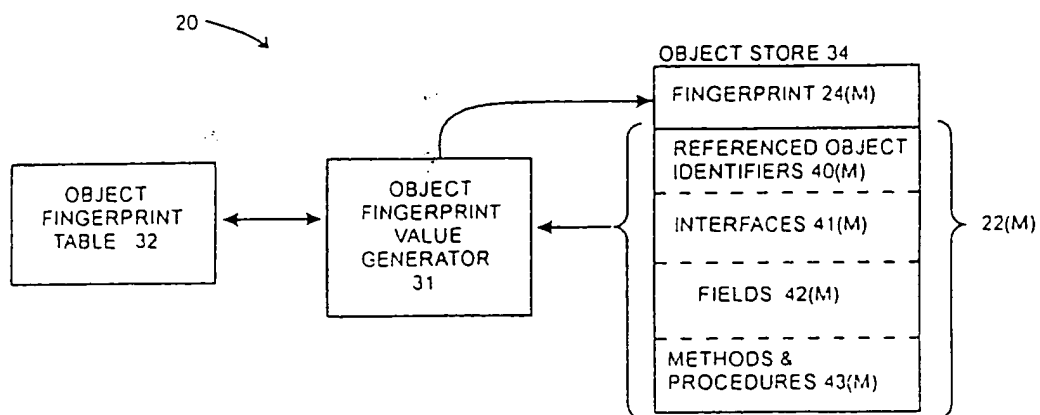 20
OBJECT STORE 34
FINGERPRINT 24(M)
REFERENCED OBJECT
IDENTIFIERS 40(M)
INTERFACES 41(M)
FIELDS 42(M)
METHODS &
PROCEDURES 43(M)
22(M)
OBJECT
FINGERPRINT
VALUE
GENERATOR
31
OBJECT
FINGERPRINT
TABLE 32